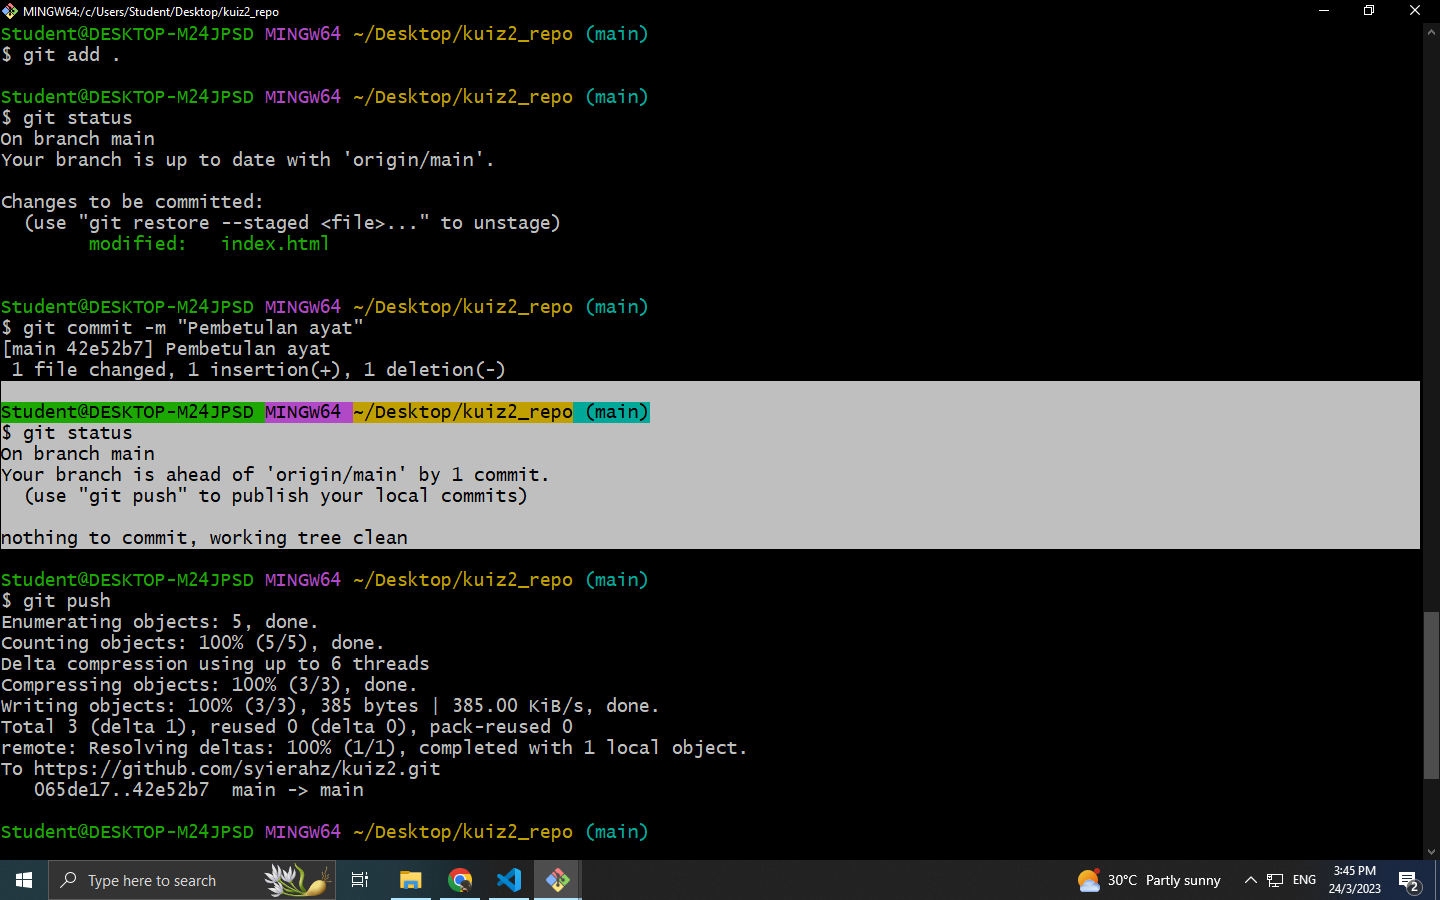 MINGW64:/c/Users/Student/Desktop/kuiz2_repo
Student@DESKTOP-M24JPSD MINGW64 ~/Desktop/kuiz2_repo (main)
$ git add .
Student@DESKTOP-M24JPSD MINGW64 ~/Desktop/kuiz2_repo (main)
$ git status
On branch main
Your branch is up to date with 'origin/main'.
Changes to be committed:
  (use "git restore --staged <file>..." to unstage)
        modified:   index.html
Student@DESKTOP-M24JPSD MINGW64 ~/Desktop/kuiz2_repo (main)
$ git commit -m "Pembetulan ayat"
[main 42e52b7] Pembetulan ayat
 1 file changed, 1 insertion(+), 1 deletion(-)
Student@DESKTOP-M24JPSD MINGW64 ~/Desktop/kuiz2_repo (main)
$ git status
On branch main
Your branch is ahead of 'origin/main' by 1 commit.
  (use "git push" to publish your local commits)
nothing to commit, working tree clean
Student@DESKTOP-M24JPSD MINGW64 ~/Desktop/kuiz2_repo (main)
$ git push
Enumerating objects: 5, done.
Counting objects: 100% (5/5), done.
Delta compression using up to 6 threads
Compressing objects: 100% (3/3), done.
Writing objects: 100% (3/3), 385 bytes | 385.00 KiB/s, done.
Total 3 (delta 1), reused 0 (delta 0), pack-reused 0
remote: Resolving deltas: 100% (1/1), completed with 1 local object.
To https://github.com/syierahz/kuiz2.git
   065de17..42e52b7  main -> main
Student@DESKTOP-M24JPSD MINGW64 ~/Desktop/kuiz2_repo (main)
Type here to search
30°C Partly sunny
ENG
3:45 PM
24/3/2023
2